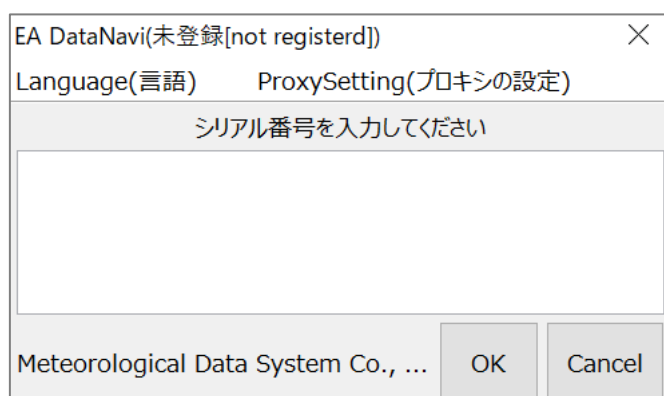 EA DataNavi(未登録[not registerd])
Language(言語) ProxySetting(プロキシの設定)
シリアル番号を入力してください
Meteorological Data System Co., ... OK Cancel